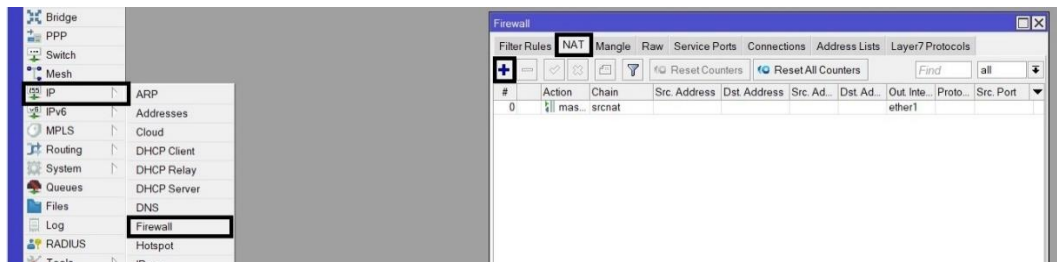 Bridge
PPP
Switch
Mesh
IP
IPv6
MPLS
Routing
System
Queues
Files
Log
RADIUS
Tools
ARP
Addresses
Cloud
DHCP Client
DHCP Relay
DHCP Server
DNS
Firewall
Hotspot
Firewall
Filter Rules NAT Mangle Raw Service Ports Connections Address Lists Layer7 Protocols
Reset Counters Reset All Counters Find all
# Action Chain Src. Address Dst. Address Src. Ad... Dst. Ad... Out. Inte... Proto... Src. Port
0 mas... srcnat ether1